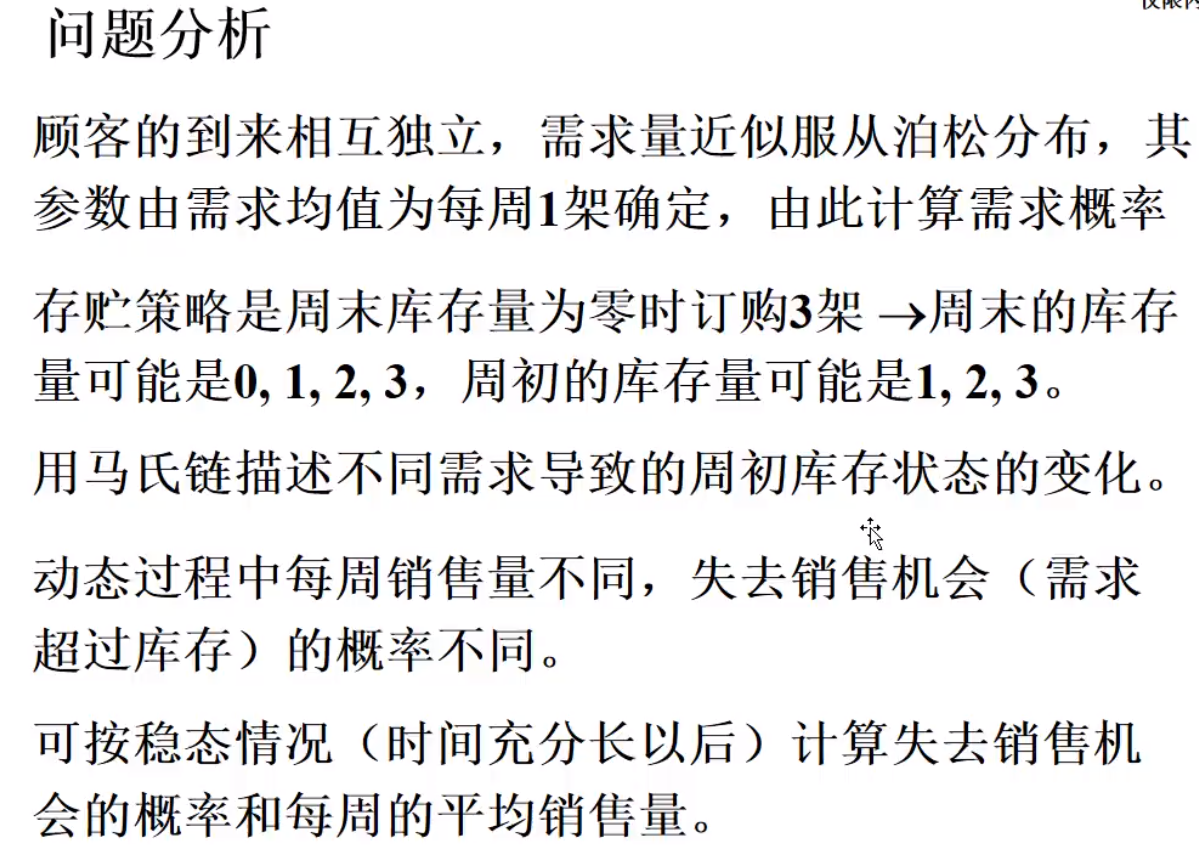 问题分析
顾客的到来相互独立，需求量近似服从泊松分布，其
参数由需求均值为每周1架确定，由此计算需求概率
存贮策略是周末库存量为零时订购3架 →周末的库存
量可能是0, 1, 2, 3，周初的库存量可能是1, 2, 3。
用马氏链描述不同需求导致的周初库存状态的变化。
动态过程中每周销售量不同，失去销售机会（需求
超过库存）的概率不同。
可按稳态情况（时间充分长以后）计算失去销售机
会的概率和每周的平均销售量。